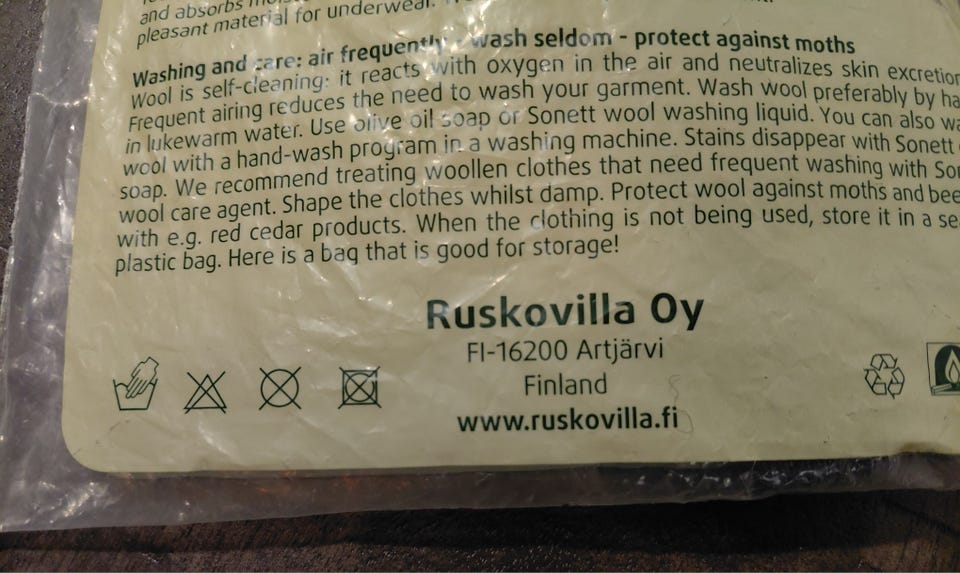 and absorbs
pleasant material for underwear.
Washing and care: air frequently - wash seldom - protect against moths
Wool is self-cleaning: it reacts with oxygen in the air and neutralizes skin excretion
Frequent airing reduces the need to wash your garment. Wash wool preferably by ha
in lukewarm water. Use olive oil soap or Sonett wool washing liquid. You can also wa
wool with a hand-wash program in a washing machine. Stains disappear with Sonett
soap. We recommend treating woollen clothes that need frequent washing with So
wool care agent. Shape the clothes whilst damp. Protect wool against moths and bee
with e.g. red cedar products. When the clothing is not being used, store it in a se
plastic bag. Here is a bag that is good for storage!
Ruskovilla Oy
FI-16200 Artjärvi
Finland
www.ruskovilla.fi